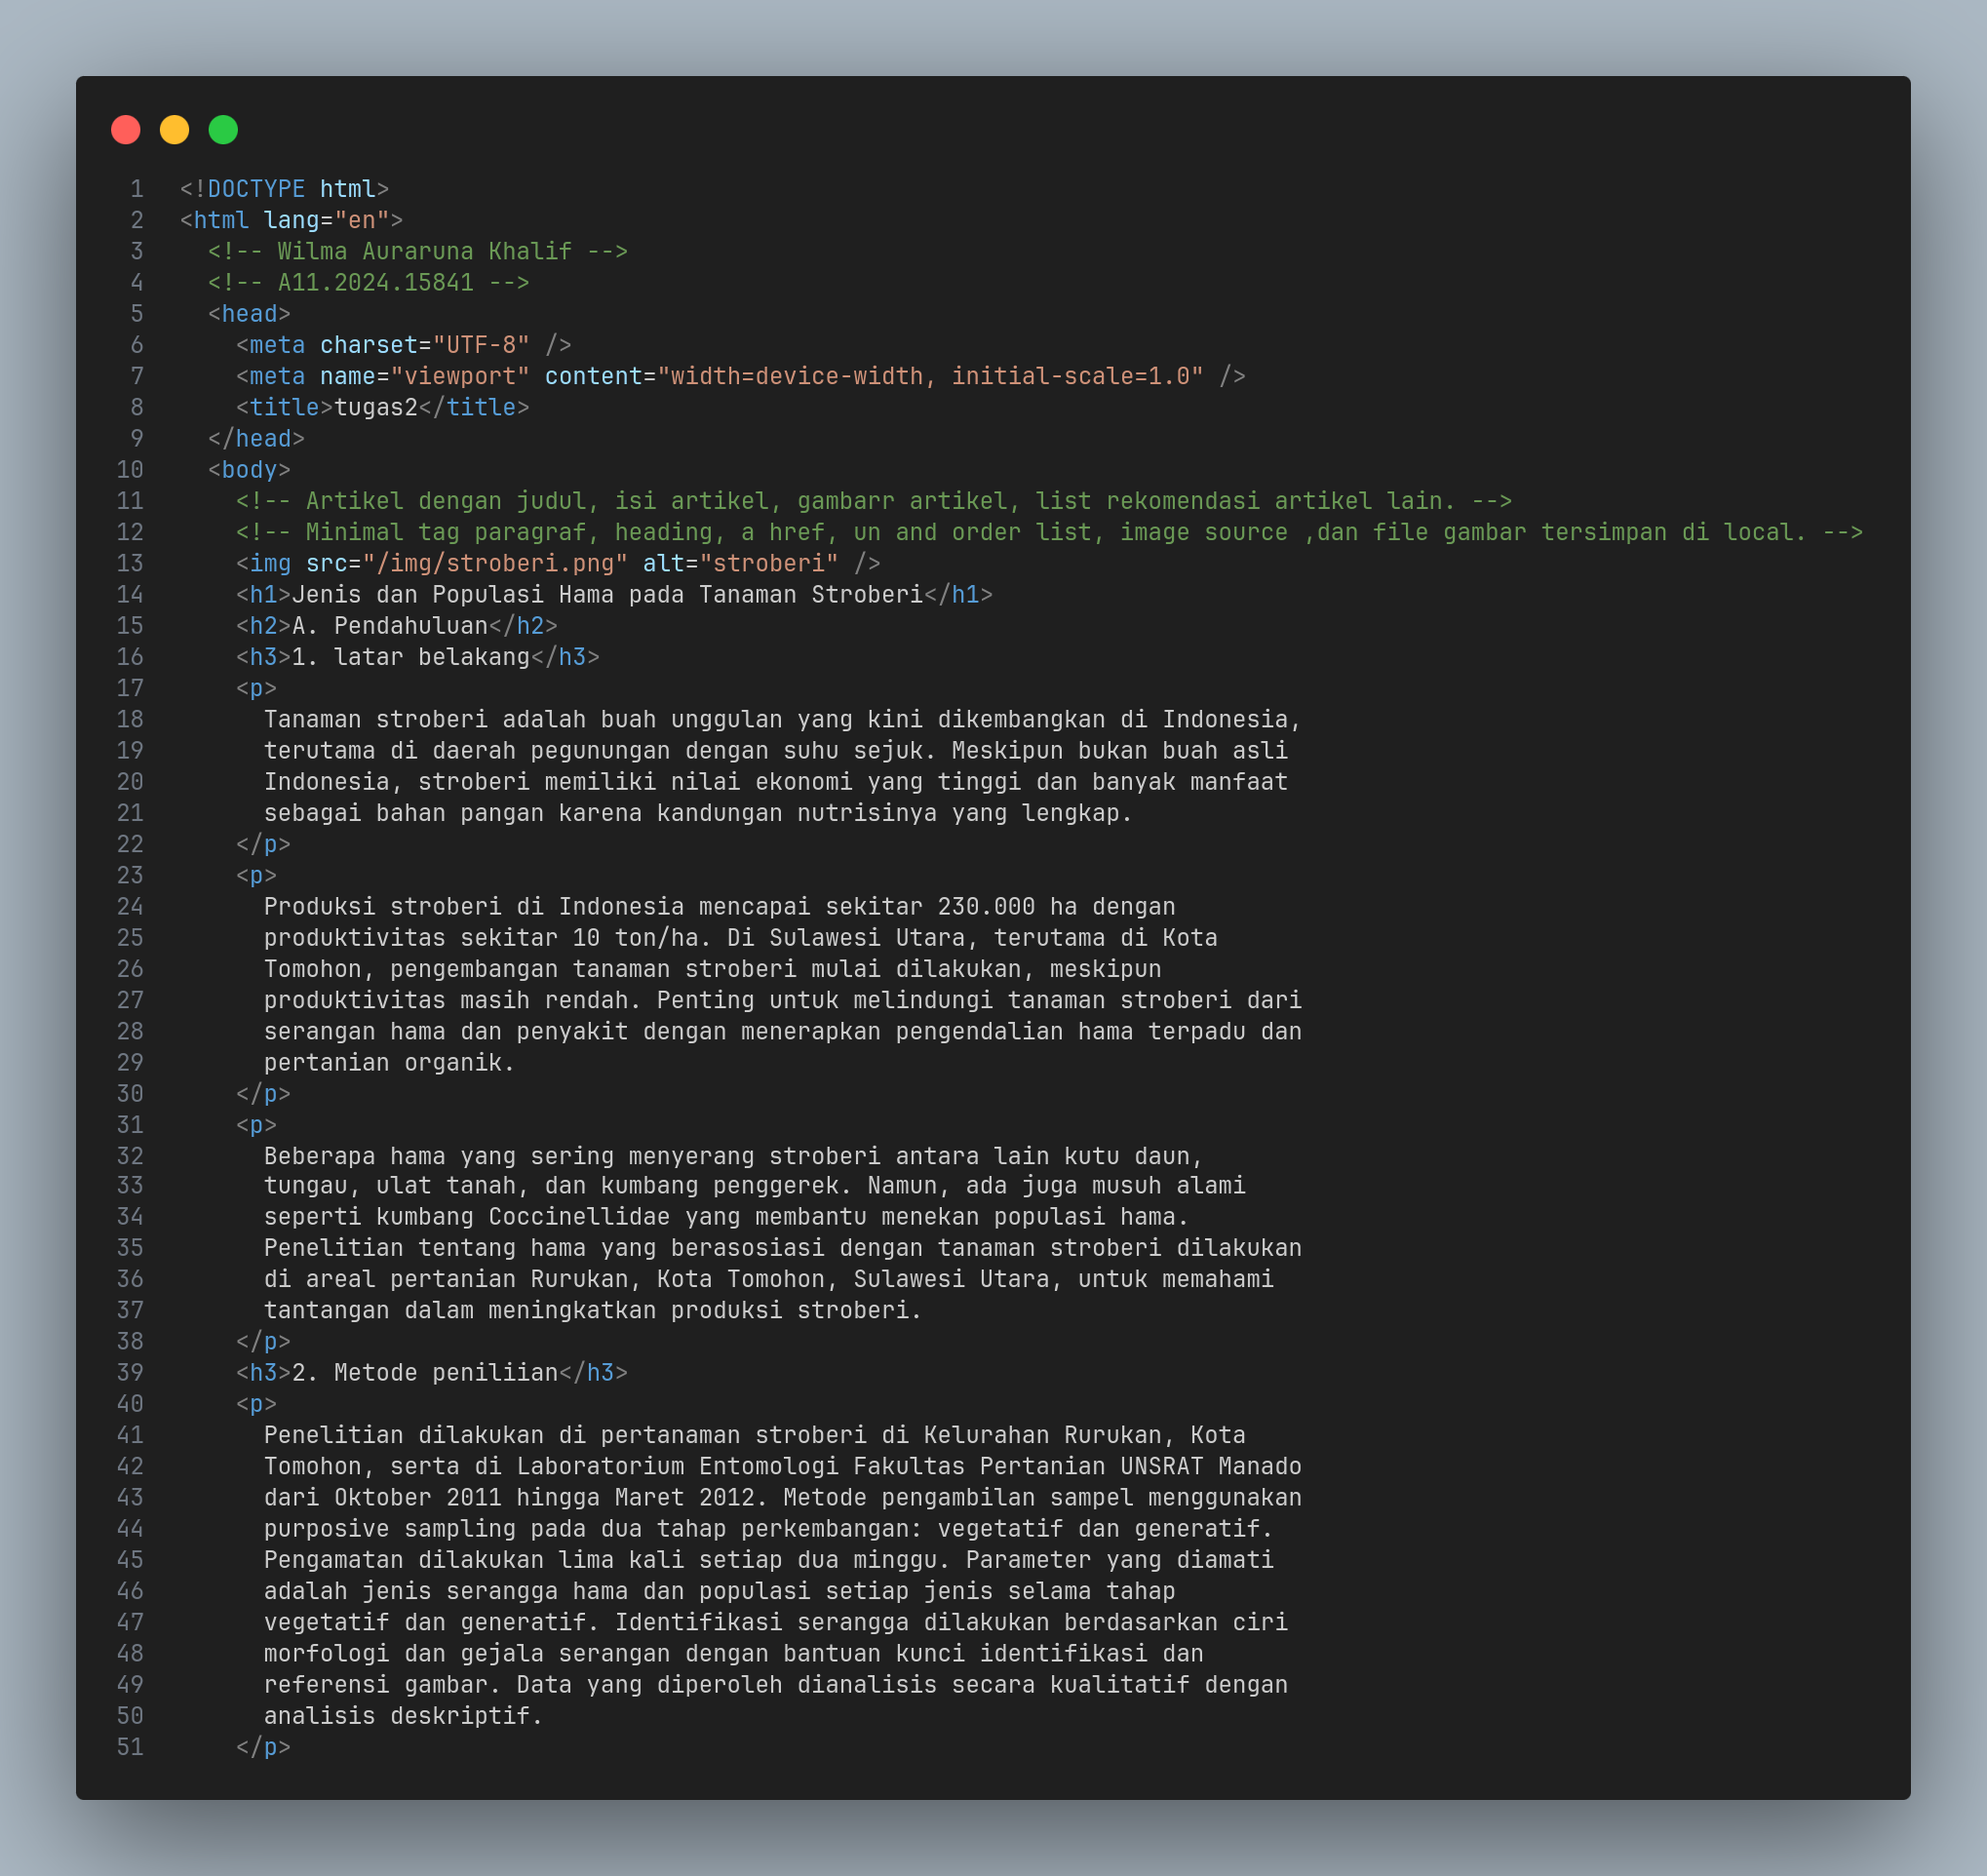 1 <!DOCTYPE html>
2 <html lang="en">
3 <!-- Wilma Auraruna Khalif -->
4 <!-- A11.2024.15841 -->
5 <head>
6 <meta charset="UTF-8" />
7 <meta name="viewport" content="width=device-width, initial-scale=1.0" />
8 <title>tugas2</title>
9 </head>
10 <body>
11 <!-- Artikel dengan judul, isi artikel, gambarr artikel, list rekomendasi artikel lain. -->
12 <!-- Minimal tag paragraf, heading, a href, un and order list, image source ,dan file gambar tersimpan di local. -->
13 <img src="/img/stroberi.png" alt="stroberi" />
14 <h1>Jenis dan Populasi Hama pada Tanaman Stroberi</h1>
15 <h2>A. Pendahuluan</h2>
16 <h3>1. latar belakang</h3>
17 <p>
18 Tanaman stroberi adalah buah unggulan yang kini dikembangkan di Indonesia,
19 terutama di daerah pegunungan dengan suhu sejuk. Meskipun bukan buah asli
20 Indonesia, stroberi memiliki nilai ekonomi yang tinggi dan banyak manfaat
21 sebagai bahan pangan karena kandungan nutrisinya yang lengkap.
22 </p>
23 <p>
24 Produksi stroberi di Indonesia mencapai sekitar 230.000 ha dengan
25 produktivitas sekitar 10 ton/ha. Di Sulawesi Utara, terutama di Kota
26 Tomohon, pengembangan tanaman stroberi mulai dilakukan, meskipun
27 produktivitas masih rendah. Penting untuk melindungi tanaman stroberi dari
28 serangan hama dan penyakit dengan menerapkan pengendalian hama terpadu dan
29 pertanian organik.
30 </p>
31 <p>
32 Beberapa hama yang sering menyerang stroberi antara lain kutu daun,
33 tungau, ulat tanah, dan kumbang penggerek. Namun, ada juga musuh alami
34 seperti kumbang Coccinellidae yang membantu menekan populasi hama.
35 Penelitian tentang hama yang berasosiasi dengan tanaman stroberi dilakukan
36 di areal pertanian Rurukan, Kota Tomohon, Sulawesi Utara, untuk memahami
37 tantangan dalam meningkatkan produksi stroberi.
38 </p>
39 <h3>2. Metode peniliian</h3>
40 <p>
41 Penelitian dilakukan di pertanaman stroberi di Kelurahan Rurukan, Kota
42 Tomohon, serta di Laboratorium Entomologi Fakultas Pertanian UNSRAT Manado
43 dari Oktober 2011 hingga Maret 2012. Metode pengambilan sampel menggunakan
44 purposive sampling pada dua tahap perkembangan: vegetatif dan generatif.
45 Pengamatan dilakukan lima kali setiap dua minggu. Parameter yang diamati
46 adalah jenis serangga hama dan populasi setiap jenis selama tahap
47 vegetatif dan generatif. Identifikasi serangga dilakukan berdasarkan ciri
48 morfologi dan gejala serangan dengan bantuan kunci identifikasi dan
49 referensi gambar. Data yang diperoleh dianalisis secara kualitatif dengan
50 analisis deskriptif.
51 </p>